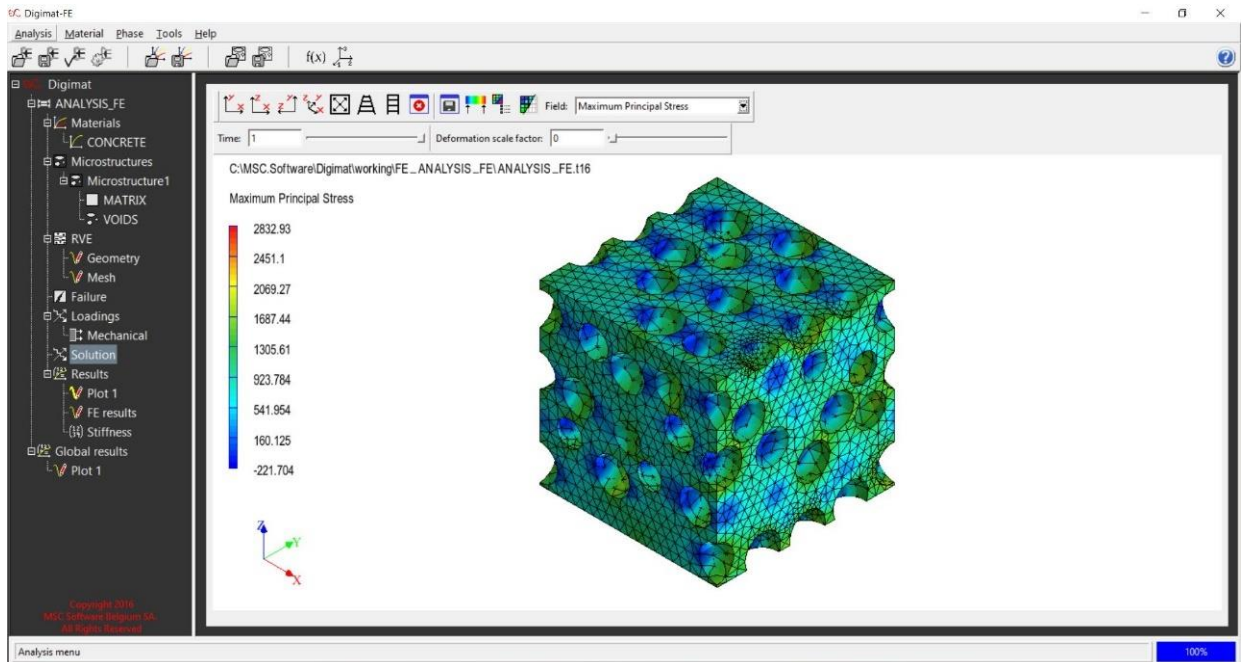 Digimat-FE
Analysis Material Phase Tools Help
f(x)
Digimat
ANALYSIS_FE
Materials
CONCRETE
Microstructures
Microstructure1
MATRIX
VOIDS
RVE
Geometry
Mesh
Failure
Loadings
Mechanical
Solution
Results
Plot 1
FE results
Stiffness
Global results
Plot 1
Copyright 2016
MSC Software Belgium SA
All Rights Reserved
Field: Maximum Principal Stress
Time: 1 Deformation scale factor: 0
C:\MSC.Software\Digimat\working\FE_ANALYSIS_FE\ANALYSIS_FE.t16
Maximum Principal Stress
2832.93
2451.1
2069.27
1687.44
1305.61
923.784
541.954
160.125
-221.704
Z
Y
X
Analysis menu 100%